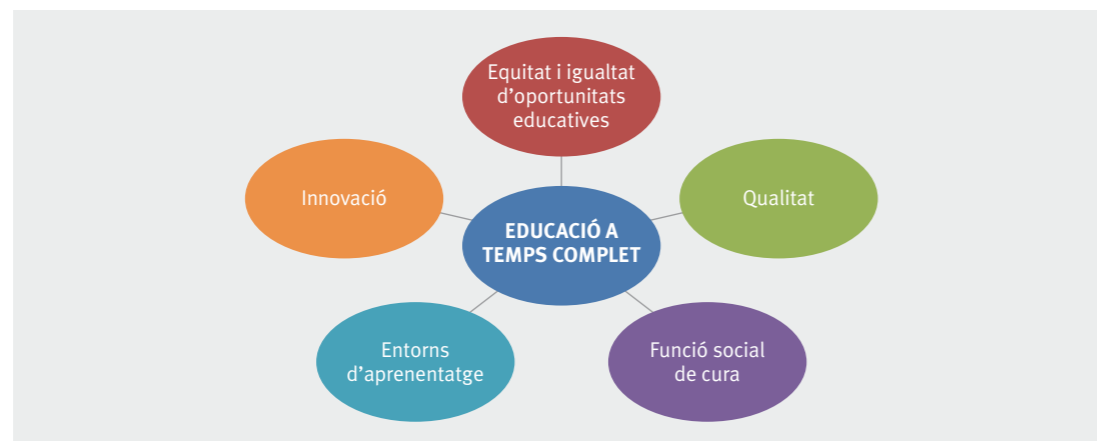 Equitat i igualtat
d’oportunitats
educatives
Innovació
Qualitat
EDUCACIÓ A
TEMPS COMPLET
Entorns
d’aprenentatge
Funció social
de cura